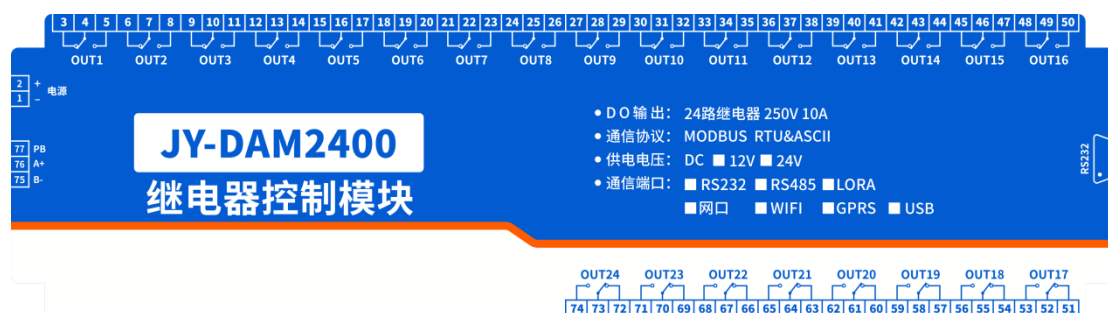 3 4 5 6 7 8 9 10 11 12 13 14 15 16 17 18 19 20 21 22 23 24 25 26 27 28 29 30 31 32 33 34 35 36 37 38 39 40 41 42 43 44 45 46 47 48 49 50
OUT1 OUT2 OUT3 OUT4 OUT5 OUT6 OUT7 OUT8 OUT9 OUT10 OUT11 OUT12 OUT13 OUT14 OUT15 OUT16
2 +
电源
1 -
77 PB
76 A+
75 B-
JY-DAM2400
继电器控制模块
● DO输出: 24路继电器 250V 10A
● 通信协议: MODBUS RTU&ASCII
● 供电电压: DC ■ 12V ■ 24V
● 通信端口: ■ RS232 ■ RS485 ■ LORA
■ 网口 ■ WIFI ■ GPRS ■ USB
RS232
OUT24 OUT23 OUT22 OUT21 OUT20 OUT19 OUT18 OUT17
74 73 72 71 70 69 68 67 66 65 64 63 62 61 60 59 58 57 56 55 54 53 52 51